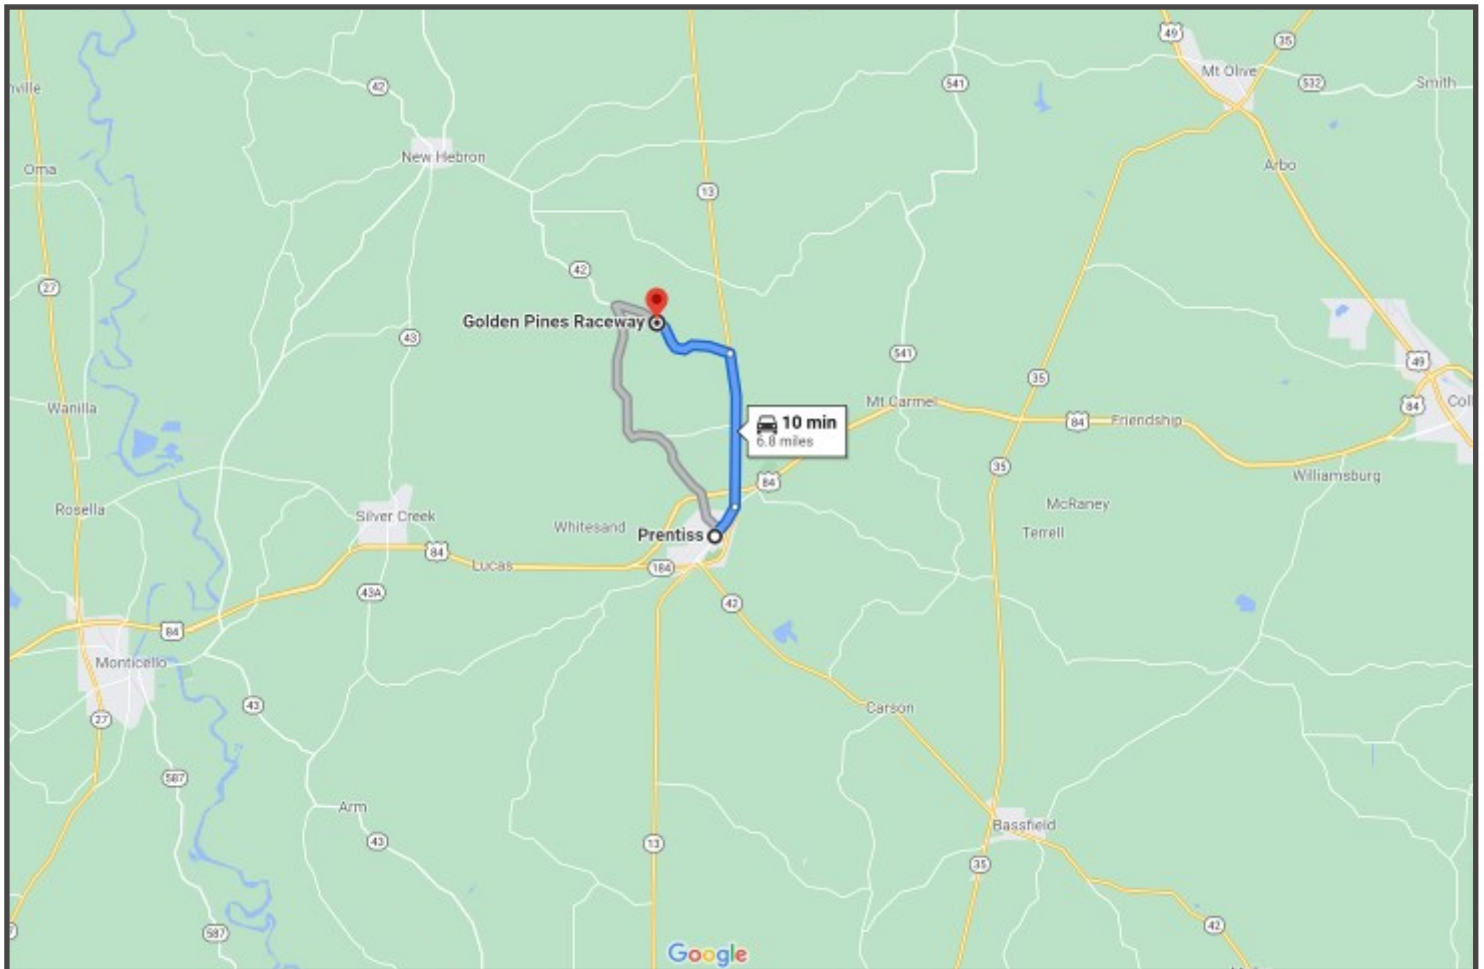 49
35
Mt Olive
42
541
532
Smith
nville
New Hebron
Arbo
Oma
13
42
27
Golden Pines Raceway
43
541
49
35
Wanilla
Mt Carmel
84
Friendship
84
Col
10 min
6.8 miles
35
Williamsburg
84
McRaney
Rosella
Silver Creek
Whitesand
Prentiss
Terrell
84
Lucas
184
43A
42
84
Monticello
43
27
Carson
587
Arm
43
13
Bassfield
35
587
42
Google